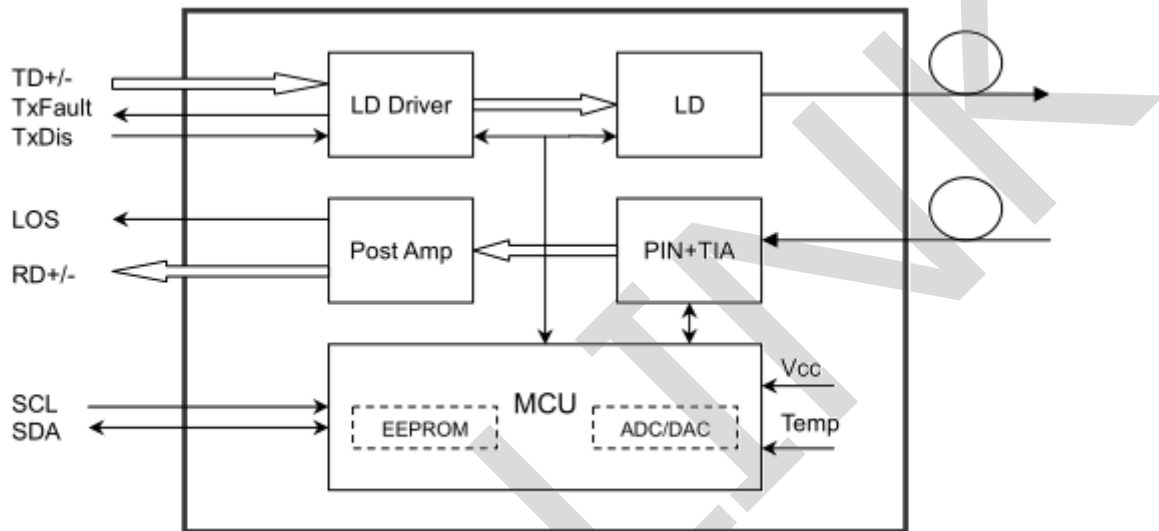 TD+/-
TxFault
TxDis
LD Driver
LD
LOS
RD+/-
Post Amp
PIN+TIA
SCL
SDA
MCU
EEPROM
ADC/DAC
Vcc
Temp
LINK